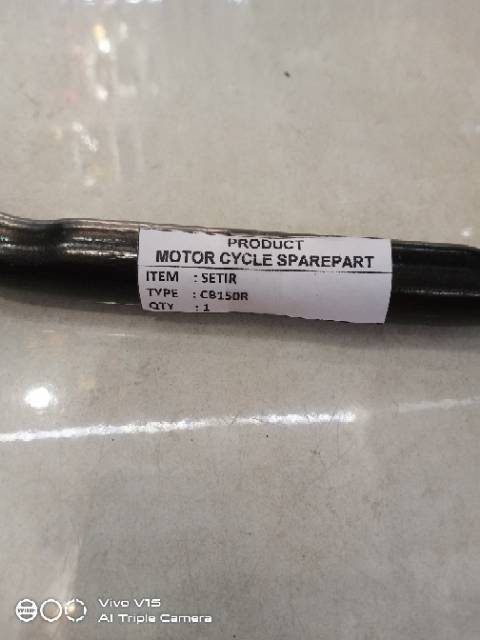 PRODUCT
MOTOR CYCLE SPAREPART
ITEM : SETIR
TYPE : CB150R
QTY : 1
Vivo V15
AI Triple Camera